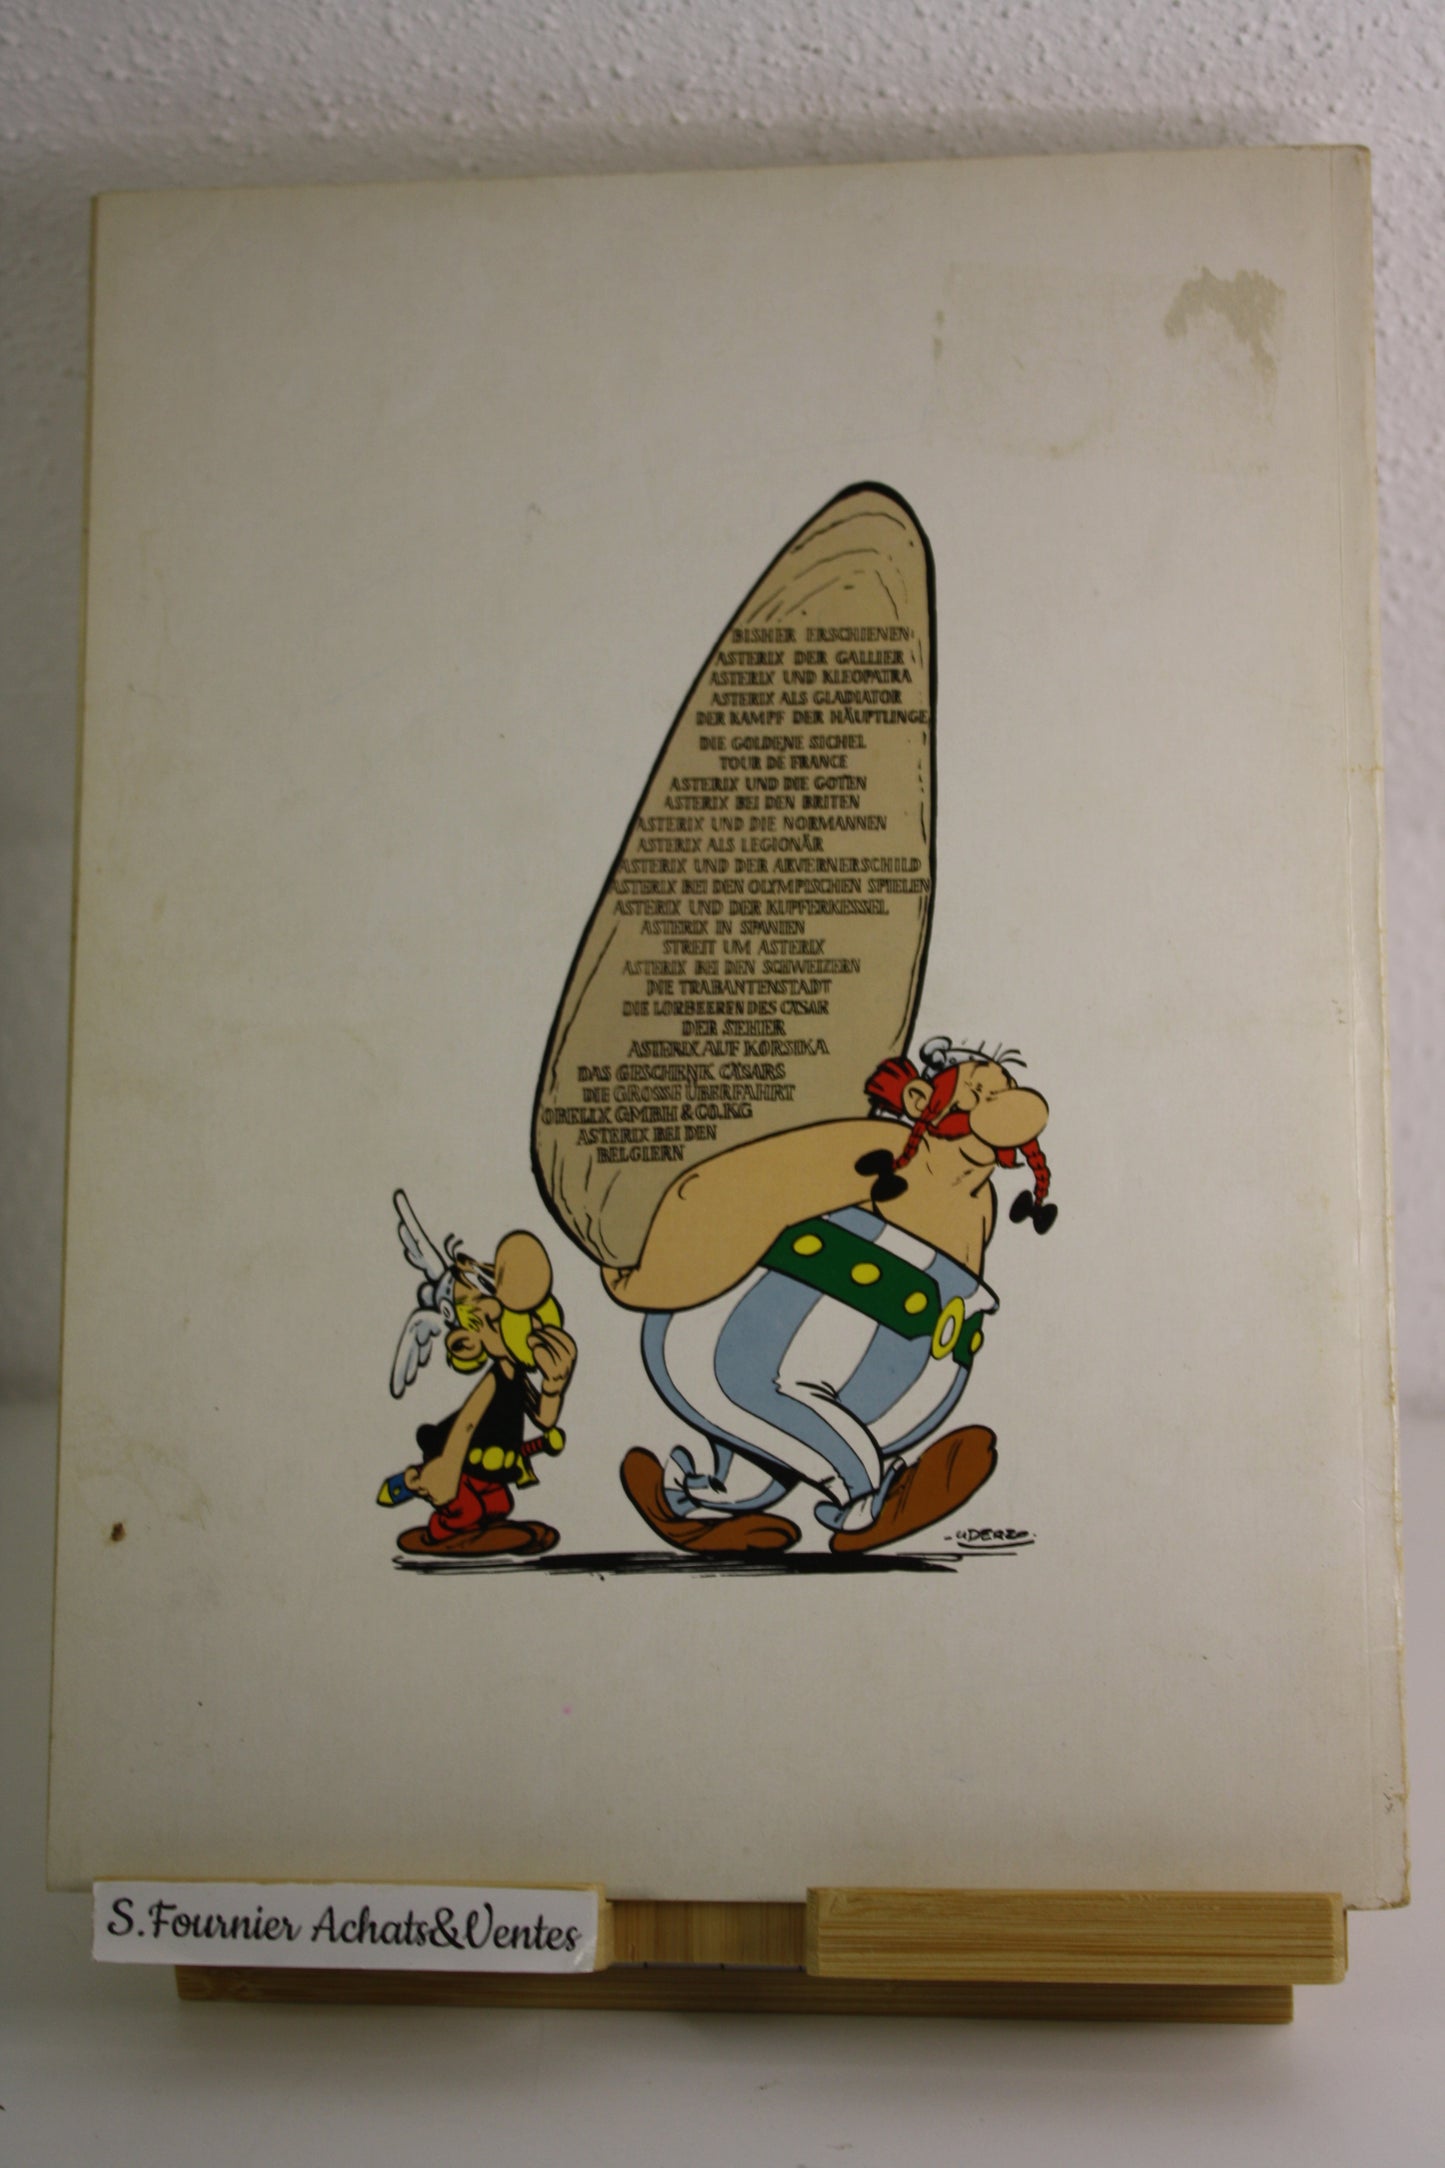 BISHER ERSCHIENEN:
ASTERIX DER GALLIER
ASTERIX UND KLEOPATRA
ASTERIX ALS GLADIATOR
DER KAMPF DER HÄUPTLINGE
DIE GOLDENE SICHEL
TOUR DE FRANCE
ASTERIX UND DIE GOTEN
ASTERIX BEI DEN BRITEN
ASTERIX UND DIE NORMANNEN
ASTERIX ALS LEGIONÄR
ASTERIX UND DER ARVERNERSCHILD
ASTERIX BEI DEN OLYMPISCHEN SPIELEN
ASTERIX UND DER KUPFERKESSEL
ASTERIX IN SPANIEN
STREIT UM ASTERIX
ASTERIX BEI DEN SCHWEIZERN
DIE TRABANTENSTADT
DIE LORBEEREN DES CÄSAR
DER SEHER
ASTERIX AUF KORSIKA
DAS GESCHENK CÄSARS
DIE GROSSE ÜBERFAHRT
OBELIX GMBH & CO.KG
ASTERIX BEI DEN
BELGIERN
-UDERZO-
S.Fournier Achats&Ventes